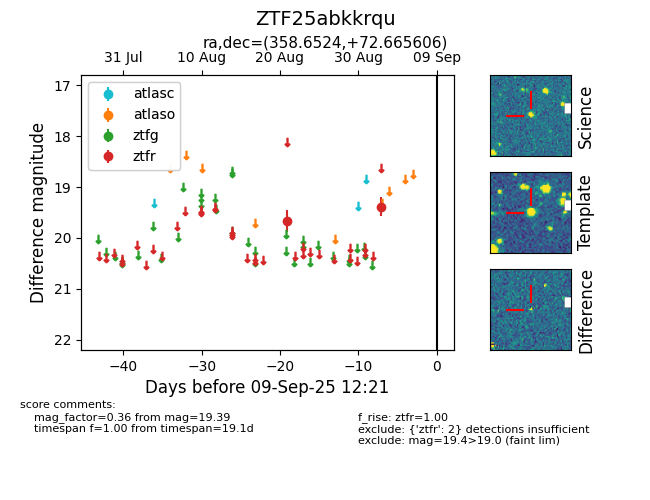 ZTF25abkkrqu
ra,dec=(358.6524,+72.665606)
31 Jul 10 Aug 20 Aug 30 Aug 09 Sep
atlasc
atlaso
ztfg
ztfr
17
18
19
20
21
22
Difference magnitude
−40 −30 −20 −10 0
Days before 09-Sep-25 12:21
Science
Template
Difference
score comments:
mag_factor=0.36 from mag=19.39
timespan f=1.00 from timespan=19.1d
f_rise: ztfr=1.00
exclude: {'ztfr': 2} detections insufficient
exclude: mag=19.4>19.0 (faint lim)